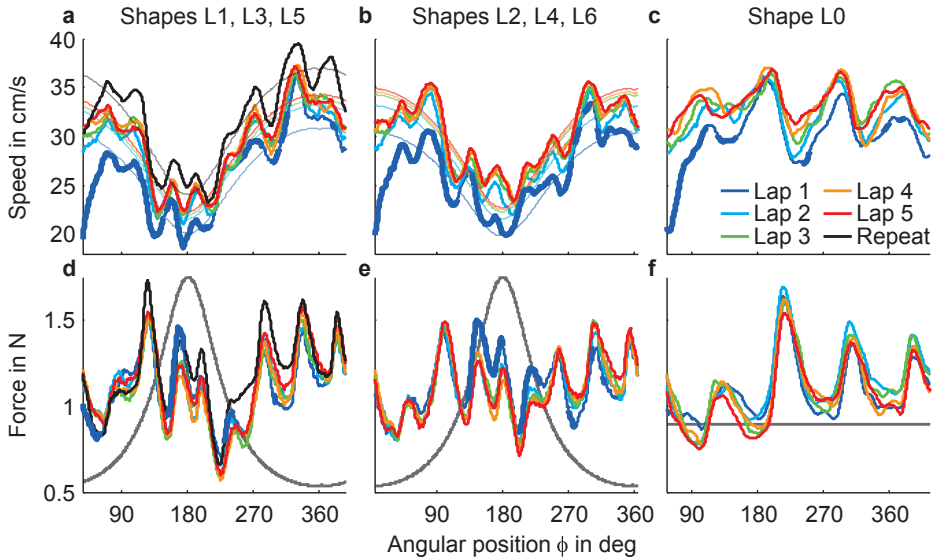 a Shapes L1, L3, L5 b Shapes L2, L4, L6 c Shape L0
40
35
30
25
20
Speed in cm/s
Lap 1 Lap 4
Lap 2 Lap 5
Lap 3 Repeat
d e f
1.5
1
0.5
Force in N
90 180 270 360 90 180 270 360 90 180 270 360
Angular position ϕ in deg